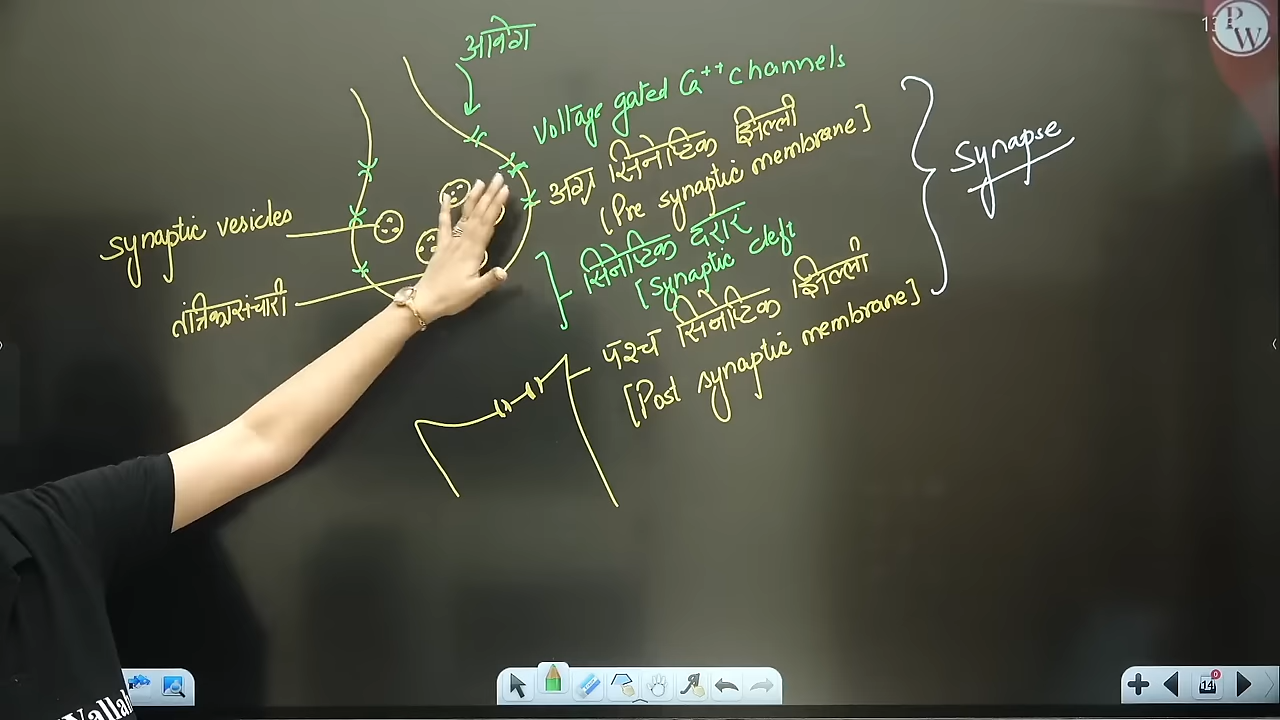 आवेग
Voltage gated Ca++ channels
अग्र सिनेप्टिक झिल्ली
[Pre synaptic membrane]
synaptic vesicles
सिनेप्टिक दरार
[synaptic cleft
तंत्रिकासंचारी
पश्च सिनेप्टिक झिल्ली
[Post synaptic membrane]
Synapse
PW